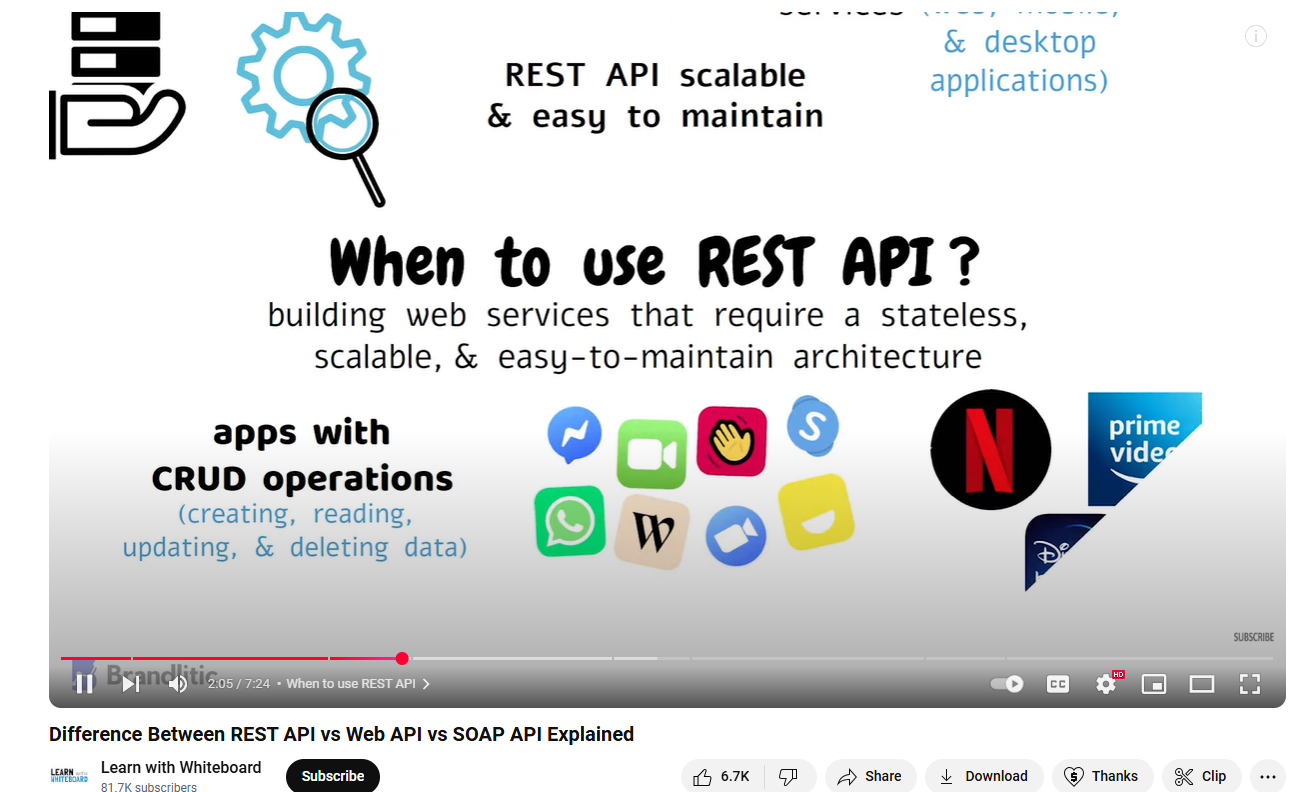 & desktop
applications)
REST API scalable
& easy to maintain
When to use REST API ?
building web services that require a stateless,
scalable, & easy-to-maintain architecture
apps with
CRUD operations
(creating, reading,
updating, & deleting data)
S
W
N
prime
video
SUBSCRIBE
Brandlitic
2:05 / 7:24 • When to use REST API
CC
HD
Difference Between REST API vs Web API vs SOAP API Explained
LEARN with
WHITEBOARD
Learn with Whiteboard
81.7K subscribers
Subscribe
6.7K
Share
Download
Thanks
Clip